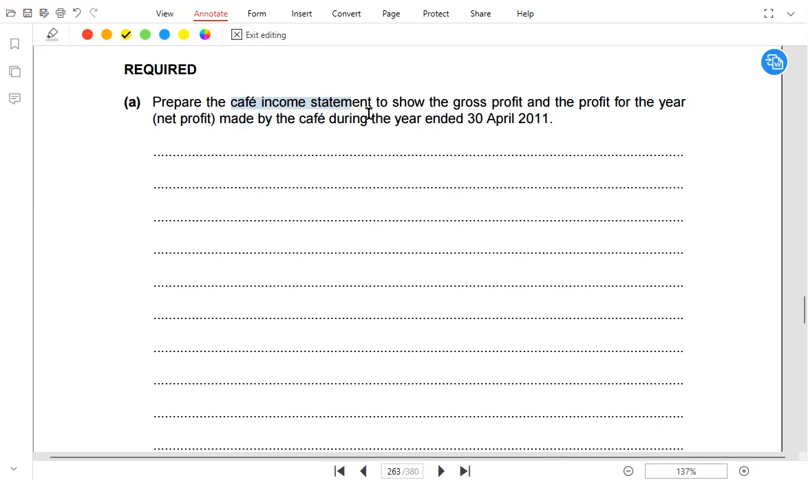 View Annotate Form Insert Convert Page Protect Share Help
Exit editing
REQUIRED
(a) Prepare the café income statement to show the gross profit and the profit for the year
(net profit) made by the café during the year ended 30 April 2011.
263 /380
137%